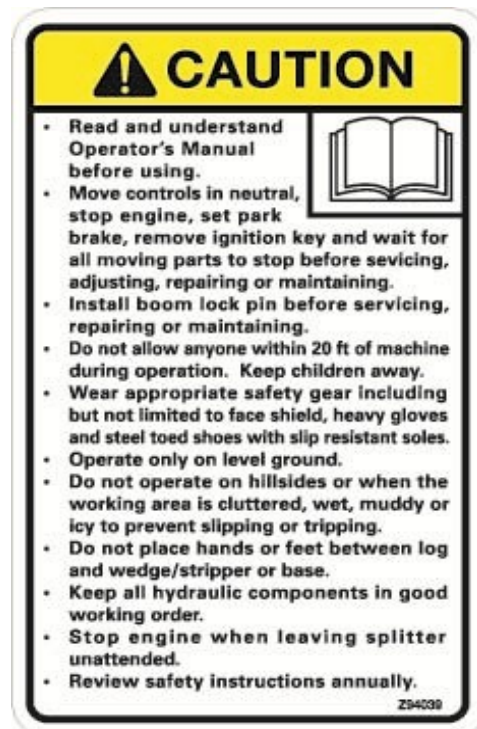 CAUTION
· Read and understand
Operator's Manual
before using.
· Move controls in neutral,
stop engine, set park
brake, remove ignition key and wait for
all moving parts to stop before sevicing,
adjusting, repairing or maintaining.
· Install boom lock pin before servicing,
repairing or maintaining.
· Do not allow anyone within 20 ft of machine
during operation. Keep children away.
· Wear appropriate safety gear including
but not limited to face shield, heavy gloves
and steel toed shoes with slip resistant soles.
· Operate only on level ground.
· Do not operate on hillsides or when the
working area is cluttered, wet, muddy or
icy to prevent slipping or tripping.
· Do not place hands or feet between log
and wedge/stripper or base.
· Keep all hydraulic components in good
working order.
· Stop engine when leaving splitter
unattended.
· Review safety instructions annually.
Z94039